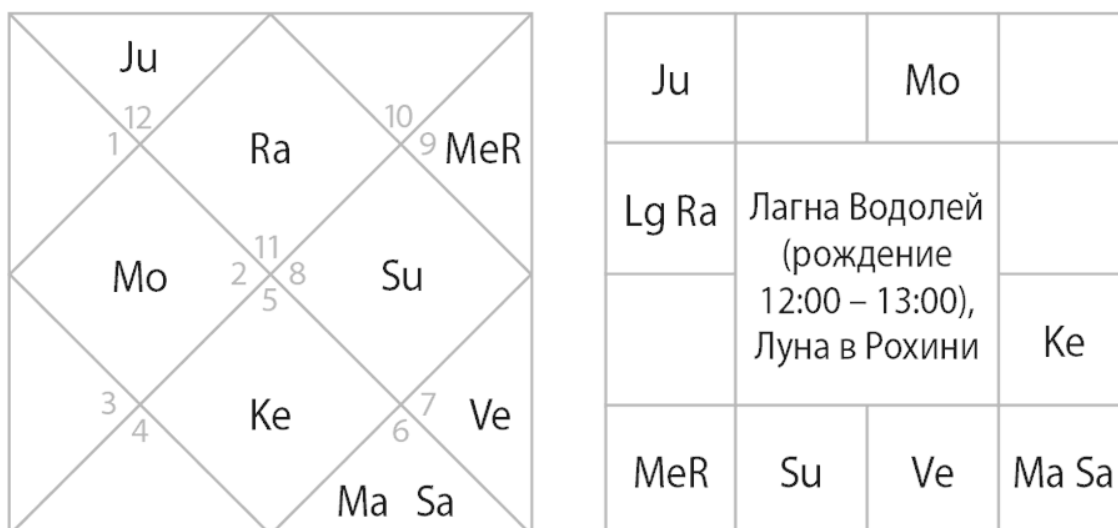 Ju
12
1
Ra
10
9
MeR
Mo
11
2
8
5
Su
3
4
Ke
7
6
Ve
Ma Sa
Ju
Mo
Lg Ra
Лагна Водолей
(рождение
12:00 – 13:00),
Луна в Рохини
Ke
MeR
Su
Ve
Ma Sa